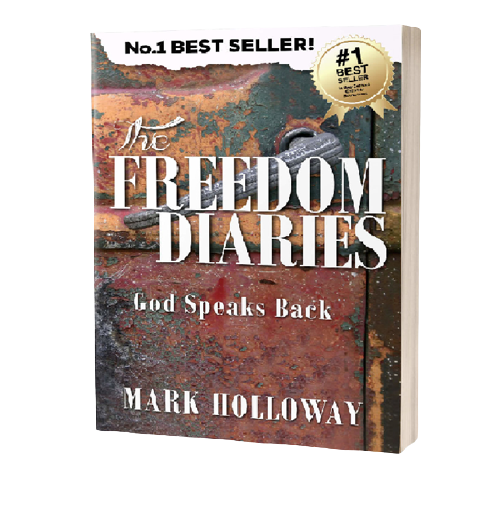 No.1 BEST SELLER!
#1
BEST
SELLER
The
FREEDOM
DIARIES
God Speaks Back
MARK HOLLOWAY